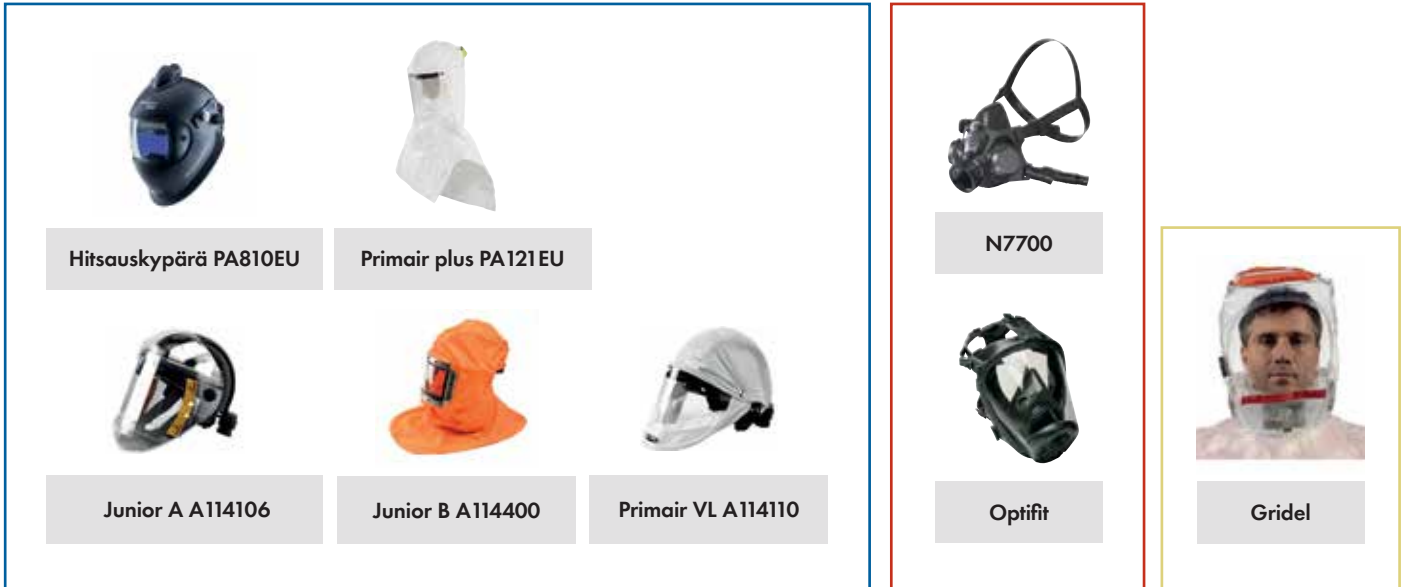 Hitsauskypärä PA810EU
Primair plus PA121EU
N7700
Junior A A114106
Junior B A114400
Primair VL A114110
Optifit
Gridel